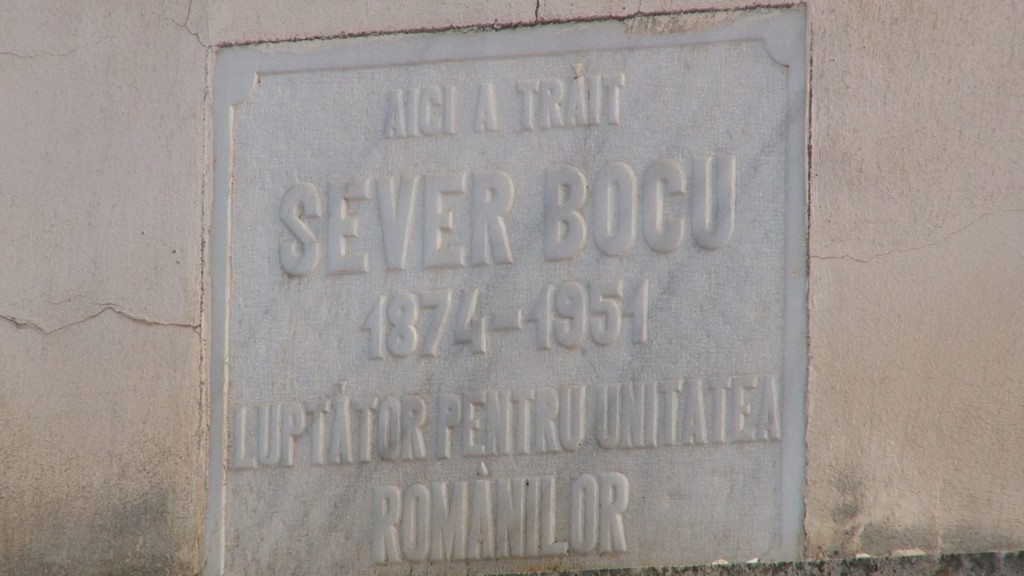 AICI A TRĂIT
SEVER BOCU
1874-1951
LUPTĂTOR PENTRU UNITATEA
ROMÂNILOR